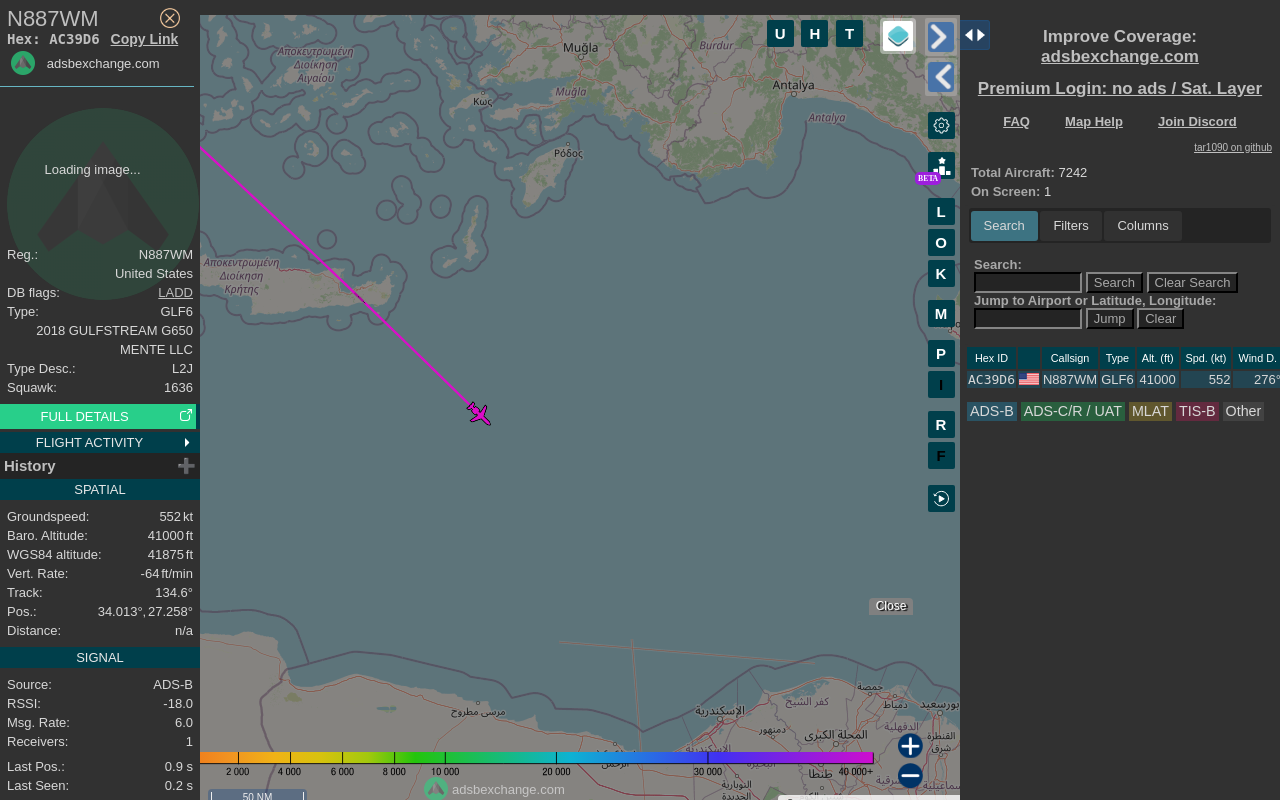 N887WM
Hex: AC39D6 Copy Link
adsbexchange.com
Loading image...
Reg.: N887WM
United States
DB flags: LADD
Type: GLF6
2018 GULFSTREAM G650
MENTE LLC
Type Desc.: L2J
Squawk: 1636
FULL DETAILS
FLIGHT ACTIVITY
History
SPATIAL
Groundspeed: 552 kt
Baro. Altitude: 41000 ft
WGS84 altitude: 41875 ft
Vert. Rate: -64 ft/min
Track: 134.6°
Pos.: 34.013°, 27.258°
Distance: n/a
SIGNAL
Source: ADS-B
RSSI: -18.0
Msg. Rate: 6.0
Receivers: 1
Last Pos.: 0.9 s
Last Seen: 0.2 s
Αποκεντρωμένη
Διοίκηση
Αιγαίου
Muğla
Burdur
Κως
Muğla
Antalya
Antalya
Ρόδος
Αποκεντρωμένη
Διοίκηση
Κρήτης
U H T
BETA
L
O
K
M
P
I
R
F
Close
مرسى مطروح
الإسكندرية
كفر الشيخ
جمصة
دمياط
بورسعيد
دمنهور
المحلة الكبرى
الدقهلية
القنطرة
شرق
الإسكندرية
البحيرة
طنطا
النوبارية
الجديدة
2 000 4 000 6 000 8 000 10 000 20 000 30 000 40 000+
50 NM
adsbexchange.com
Improve Coverage:
adsbexchange.com
Premium Login: no ads / Sat. Layer
FAQ Map Help Join Discord
tar1090 on github
Total Aircraft: 7242
On Screen: 1
Search Filters Columns
Search:
Search Clear Search
Jump to Airport or Latitude, Longitude:
Jump Clear
Hex ID Callsign Type Alt. (ft) Spd. (kt) Wind D.
AC39D6 N887WM GLF6 41000 552 276°
ADS-B ADS-C/R / UAT MLAT TIS-B Other